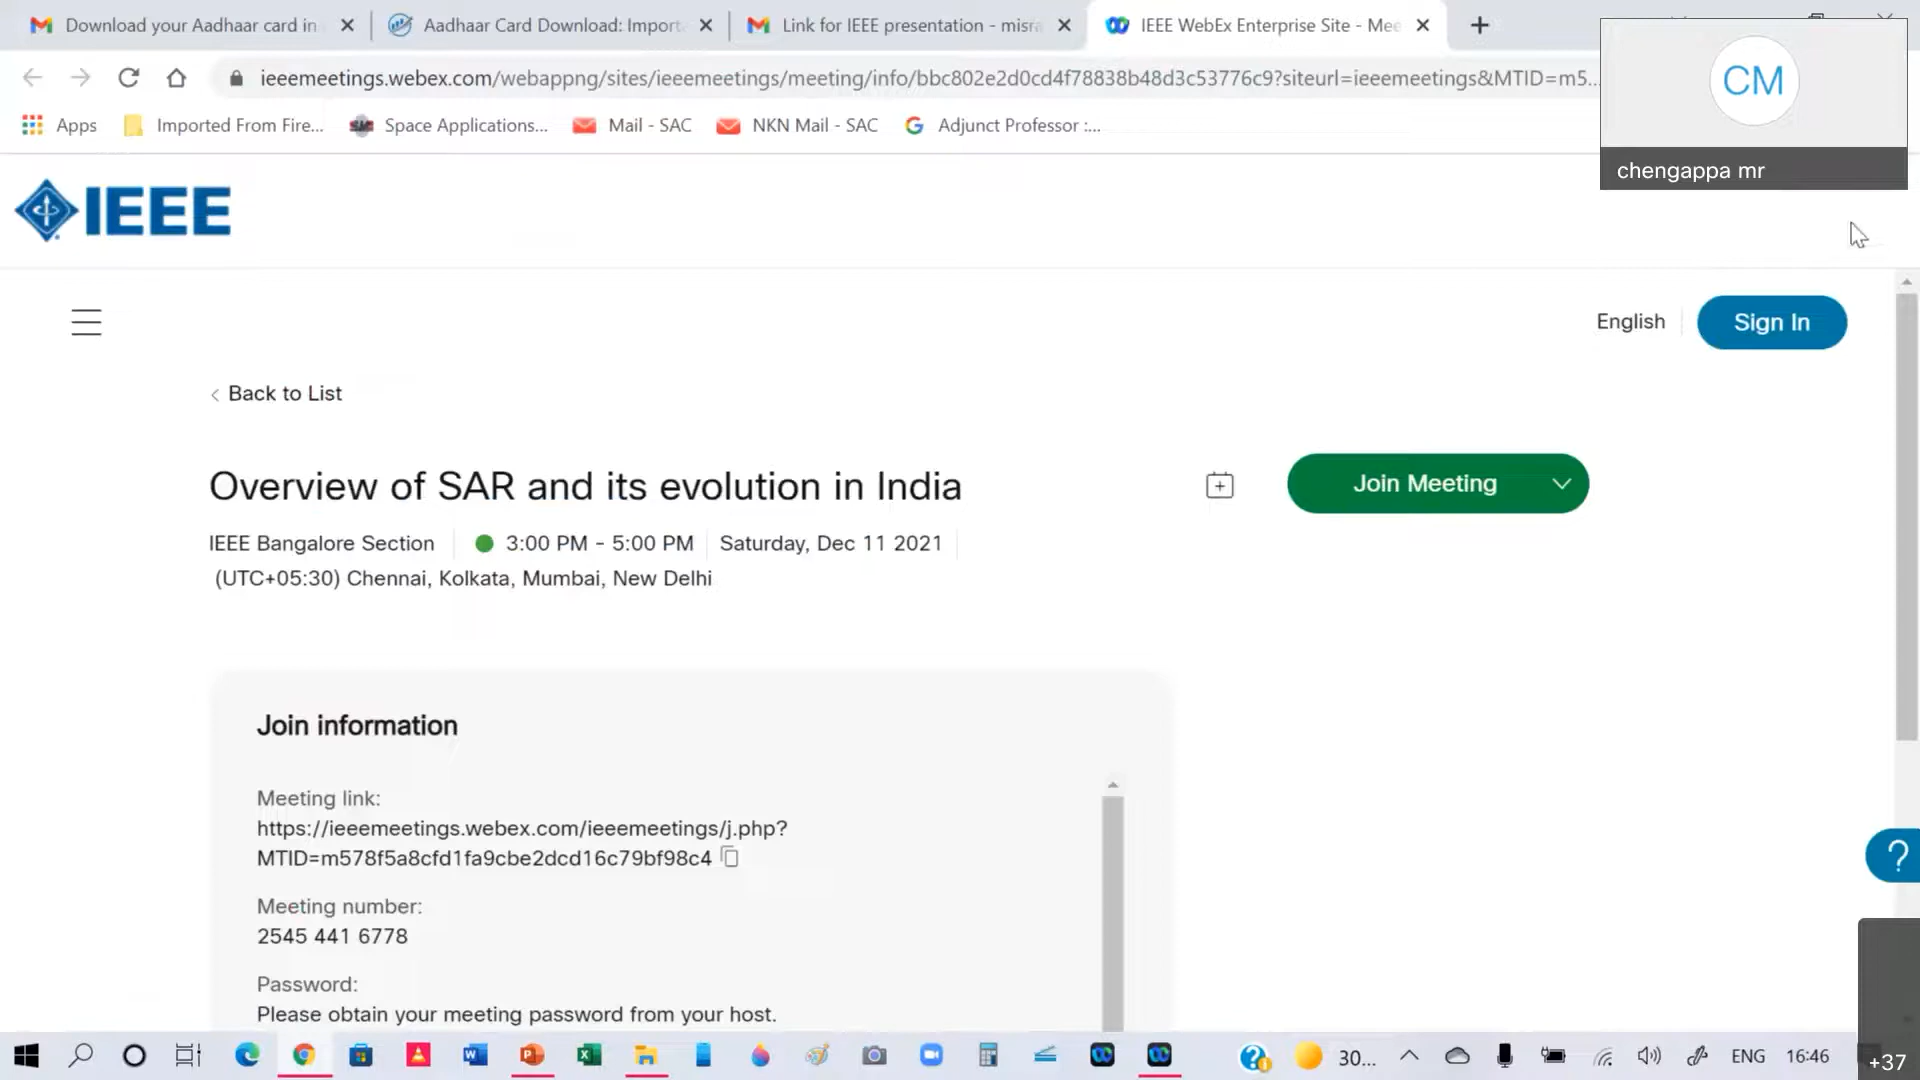 Download your Aadhaar card in
Aadhaar Card Download: Import
Link for IEEE presentation - misra
IEEE WebEx Enterprise Site - Mee
ieeemeetings.webex.com/webappng/sites/ieeemeetings/meeting/info/bbc802e2d0cd4f78838b48d3c53776c9?siteurl=ieeemeetings&MTID=m5...
CM
chengappa mr
Apps
Imported From Fire...
Space Applications...
Mail - SAC
NKN Mail - SAC
Adjunct Professor :...
IEEE
English
Sign In
Back to List
Overview of SAR and its evolution in India
Join Meeting
IEEE Bangalore Section 3:00 PM - 5:00 PM Saturday, Dec 11 2021
(UTC+05:30) Chennai, Kolkata, Mumbai, New Delhi
Join information
Meeting link:
https://ieeemeetings.webex.com/ieeemeetings/j.php?
MTID=m578f5a8cfd1fa9cbe2dcd16c79bf98c4
Meeting number:
2545 441 6778
Password:
Please obtain your meeting password from your host.
30...
ENG
16:46
+37